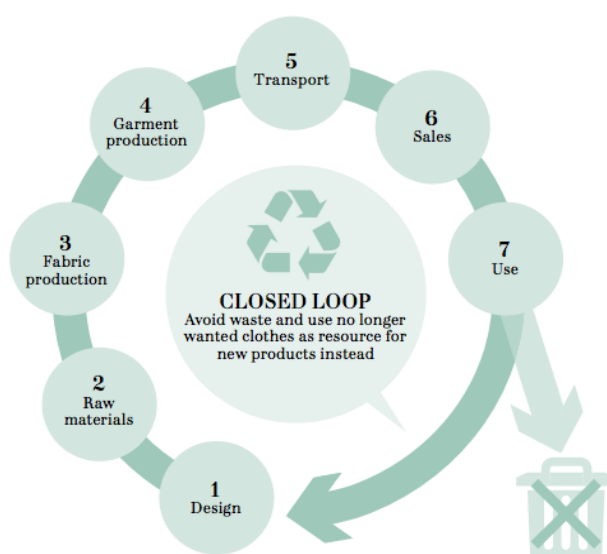 1
Design
2
Raw
materials
3
Fabric
production
4
Garment
production
5
Transport
6
Sales
7
Use
CLOSED LOOP
Avoid waste and use no longer
wanted clothes as resource for
new products instead